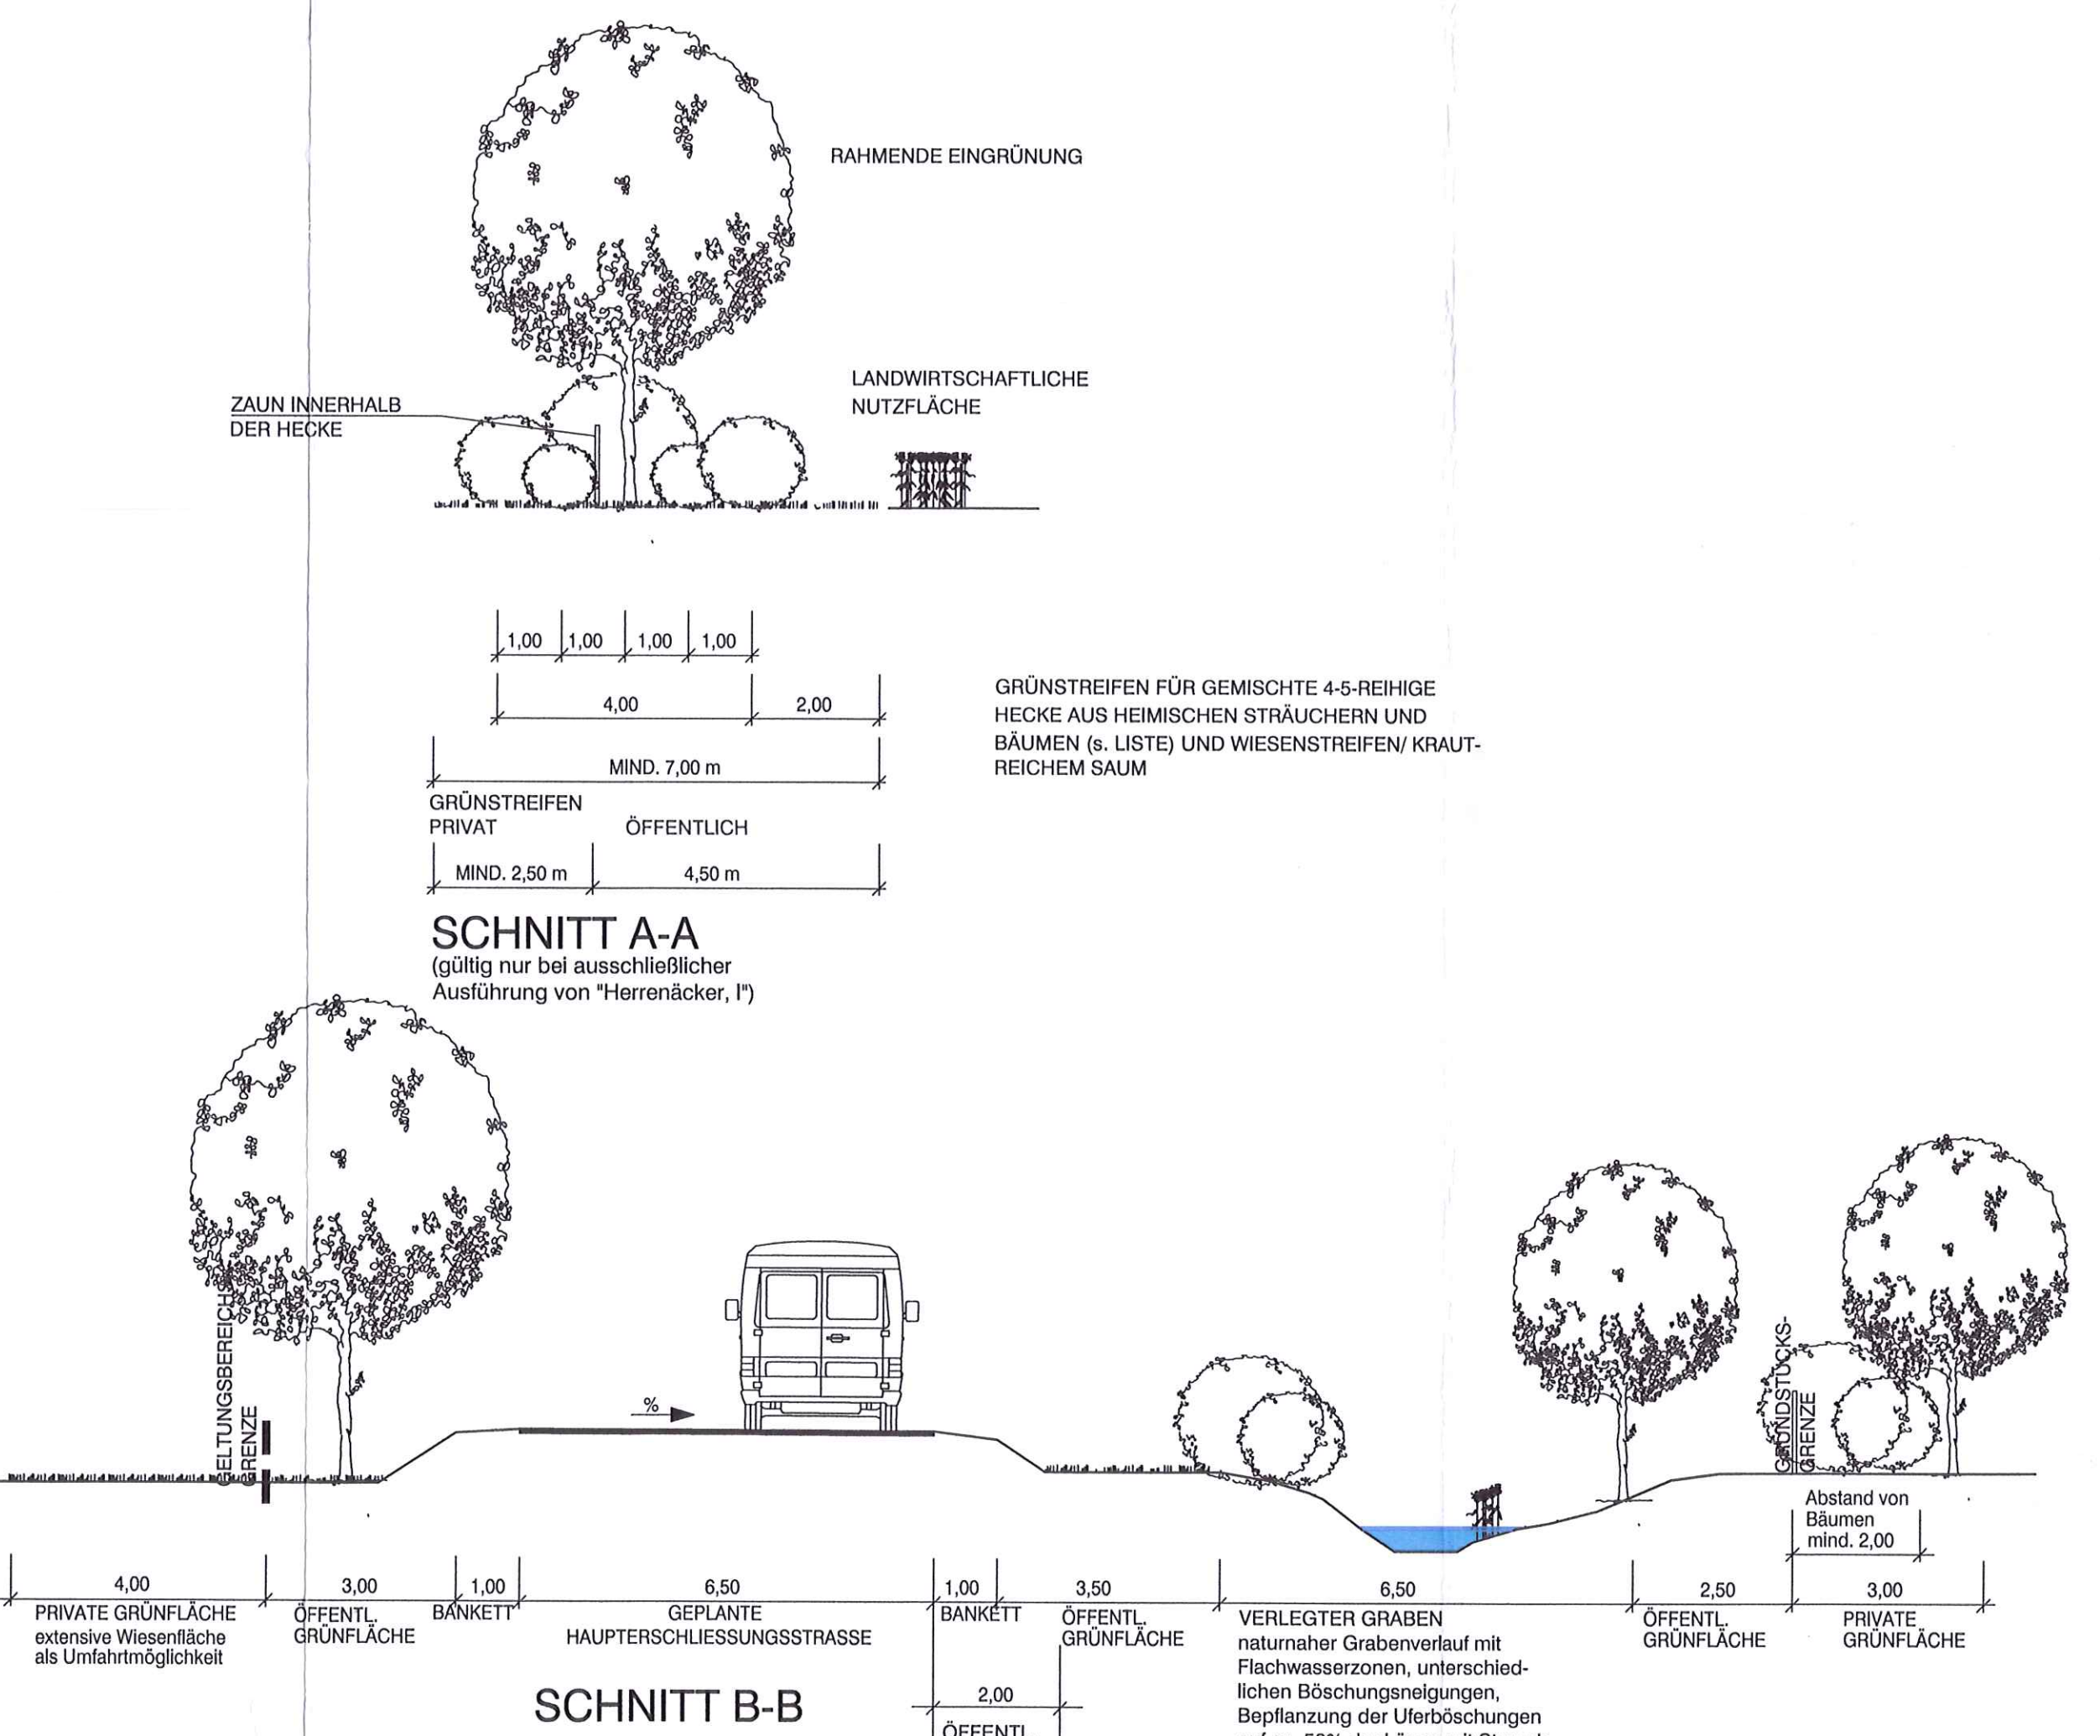 RAHMENDE EINGRÜNUNG
LANDWIRTSCHAFTLICHE
NUTZFLÄCHE
ZAUN INNERHALB
DER HECKE
1,00 1,00 1,00 1,00
4,00 2,00
MIND. 7,00 m
GRÜNSTREIFEN
PRIVAT ÖFFENTLICH
MIND. 2,50 m 4,50 m
GRÜNSTREIFEN FÜR GEMISCHTE 4-5-REIHIGE
HECKE AUS HEIMISCHEN STRÄUCHERN UND
BÄUMEN (s. LISTE) UND WIESENSTREIFEN/ KRAUT-
REICHEM SAUM
SCHNITT A-A
(gültig nur bei ausschließlicher
Ausführung von "Herrenäcker, I")
GELTUNGSBEREICHS-
GRENZE
%
GRUNDSTÜCKS-
GRENZE
Abstand von
Bäumen
mind. 2,00
4,00 3,00 1,00 6,50 1,00 3,50 6,50 2,50 3,00
PRIVATE GRÜNFLÄCHE
extensive Wiesenfläche
als Umfahrtmöglichkeit
ÖFFENTL.
GRÜNFLÄCHE
BANKETT
GEPLANTE
HAUPTERSCHLIESSUNGSSTRASSE
BANKETT
ÖFFENTL.
GRÜNFLÄCHE
VERLEGTER GRABEN
naturnaher Grabenverlauf mit
Flachwasserzonen, unterschied-
lichen Böschungsneigungen,
Bepflanzung der Uferböschungen
ÖFFENTL.
GRÜNFLÄCHE
PRIVATE
GRÜNFLÄCHE
2,00
ÖFFENTL.
SCHNITT B-B